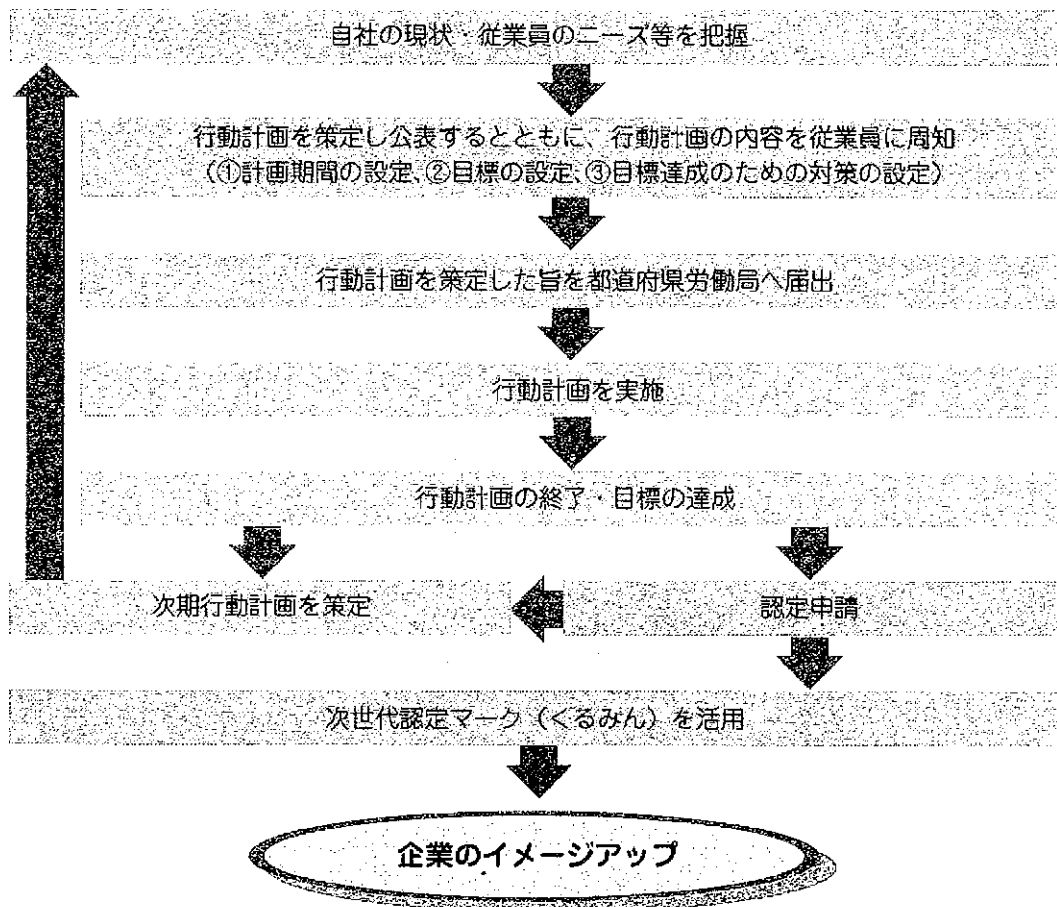 自社の現状・従業員のニーズ等を把握
行動計画を策定し公表するとともに、行動計画の内容を従業員に周知
（①計画期間の設定、②目標の設定、③目標達成のための対策の設定）
行動計画を策定した旨を都道府県労働局へ届出
行動計画を実施
行動計画の終了・目標の達成
次期行動計画を策定
認定申請
次世代認定マーク（くるみん）を活用
企業のイメージアップ